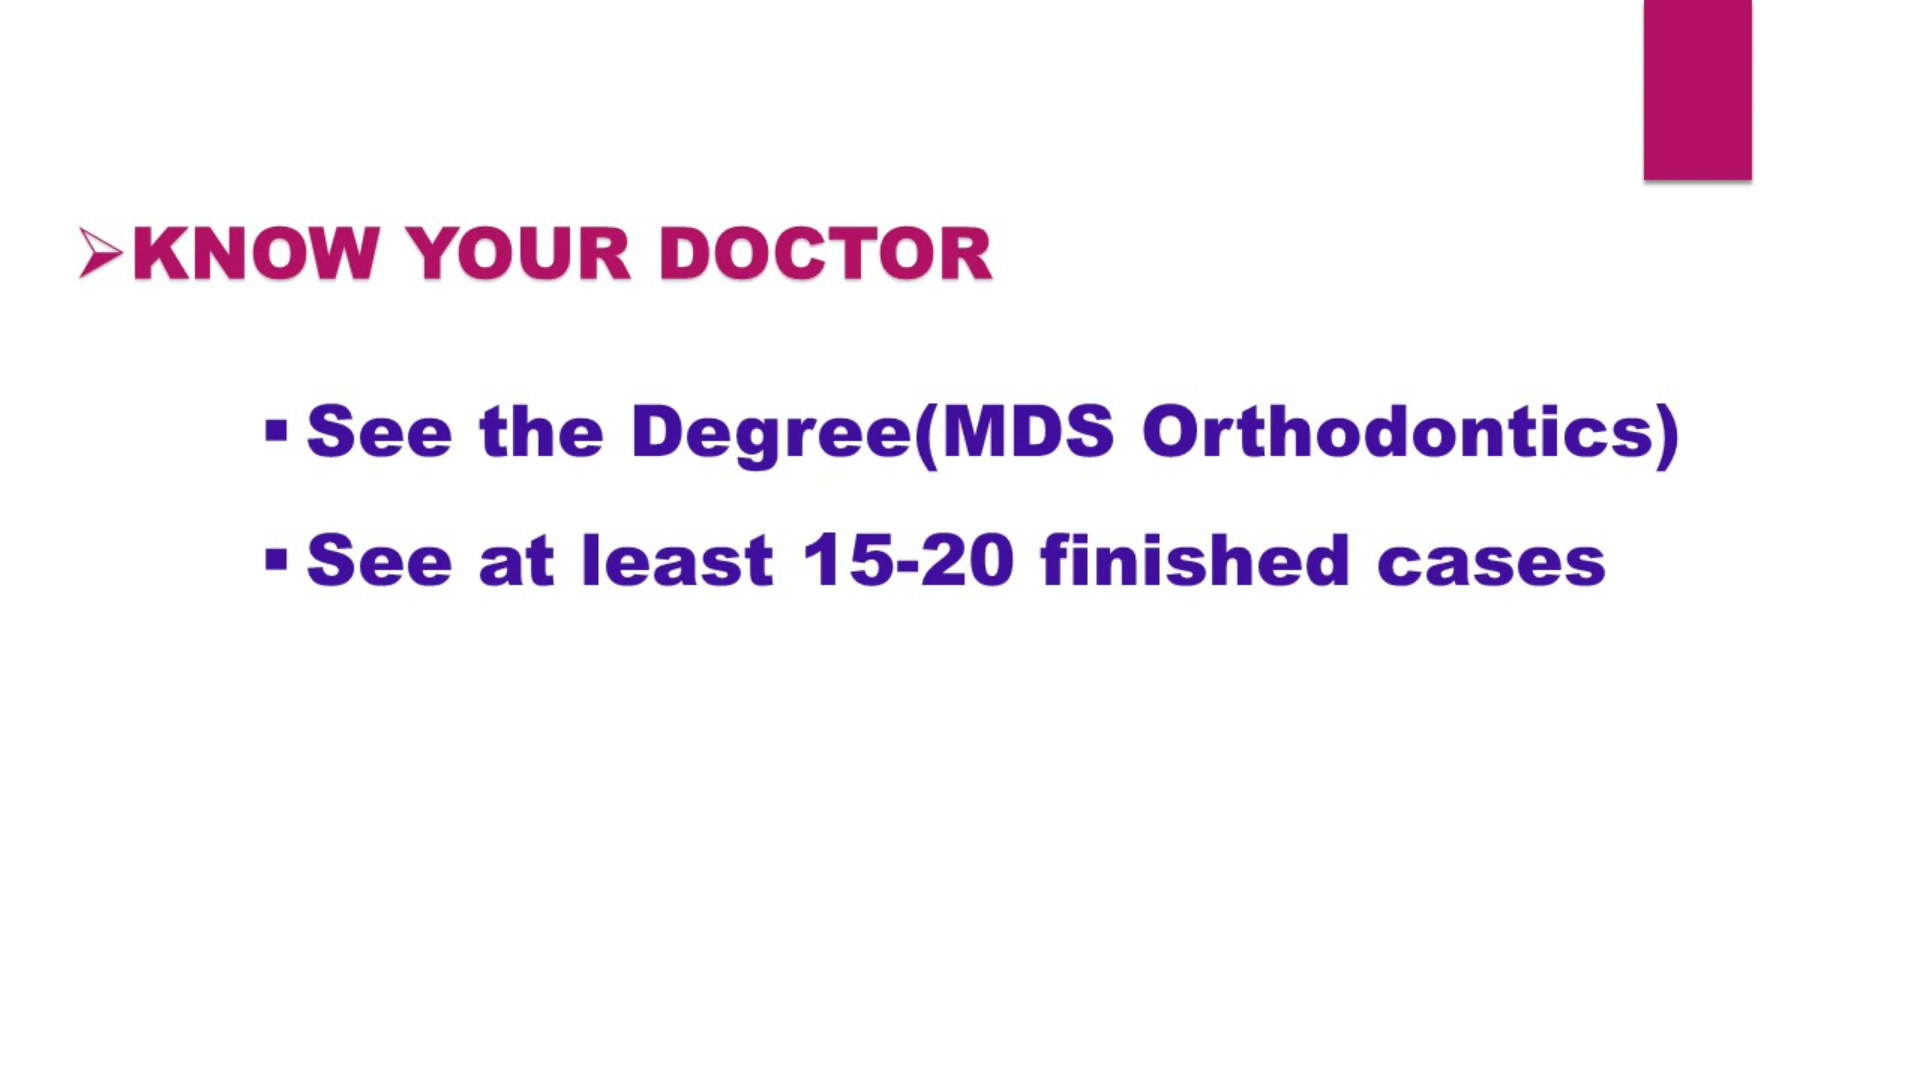 ➢KNOW YOUR DOCTOR
▪ See the Degree(MDS Orthodontics)
▪ See at least 15-20 finished cases